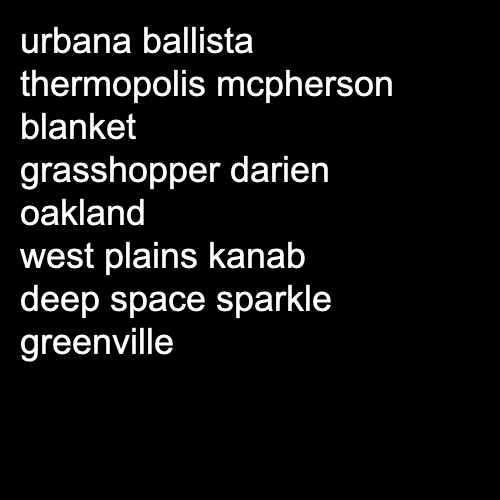 urbana ballista
thermopolis mcpherson
blanket
grasshopper darien
oakland
west plains kanab
deep space sparkle
greenville